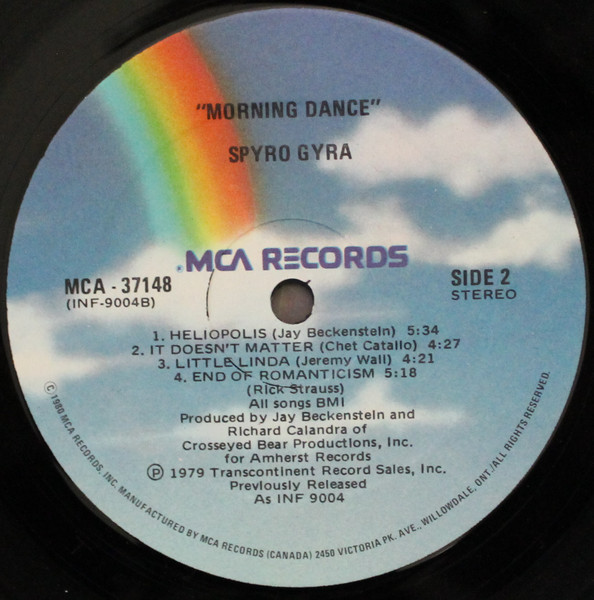 "MORNING DANCE"
SPYRO GYRA
MCA RECORDS
MCA - 37148
(INF-9004B)
SIDE 2
STEREO
1. HELIOPOLIS (Jay Beckenstein) 5:34
2. IT DOESN'T MATTER (Chet Catallo) 4:27
3. LITTLE LINDA (Jeremy Wall) 4:21
4. END OF ROMANTICISM 5:18
(Rick Strauss)
All songs BMI
Produced by Jay Beckenstein and
Richard Calandra of
Crosseyed Bear Productions, Inc.
for Amherst Records
℗ 1979 Transcontinent Record Sales, Inc.
Previously Released
As INF 9004
© 1980 MCA RECORDS, INC. MANUFACTURED BY MCA RECORDS (CANADA) 2450 VICTORIA PK. AVE., WILLOWDALE, ONT./ALL RIGHTS RESERVED.